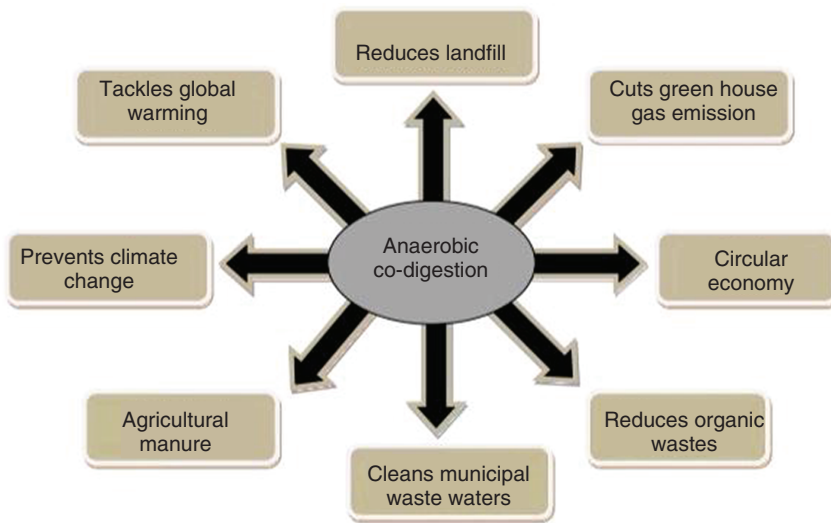 Reduces landfill
Tackles global
warming
Cuts green house
gas emission
Anaerobic
co-digestion
Prevents climate
change
Circular
economy
Agricultural
manure
Reduces organic
wastes
Cleans municipal
waste waters